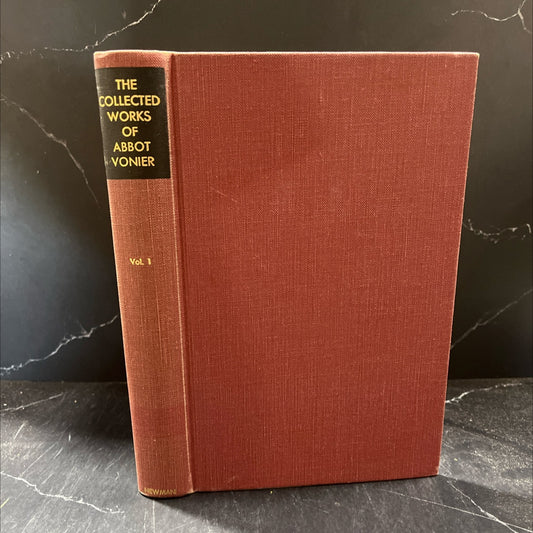 THE
COLLECTED
WORKS
OF
ABBOT
VONIER
Vol. 1
NEWMAN